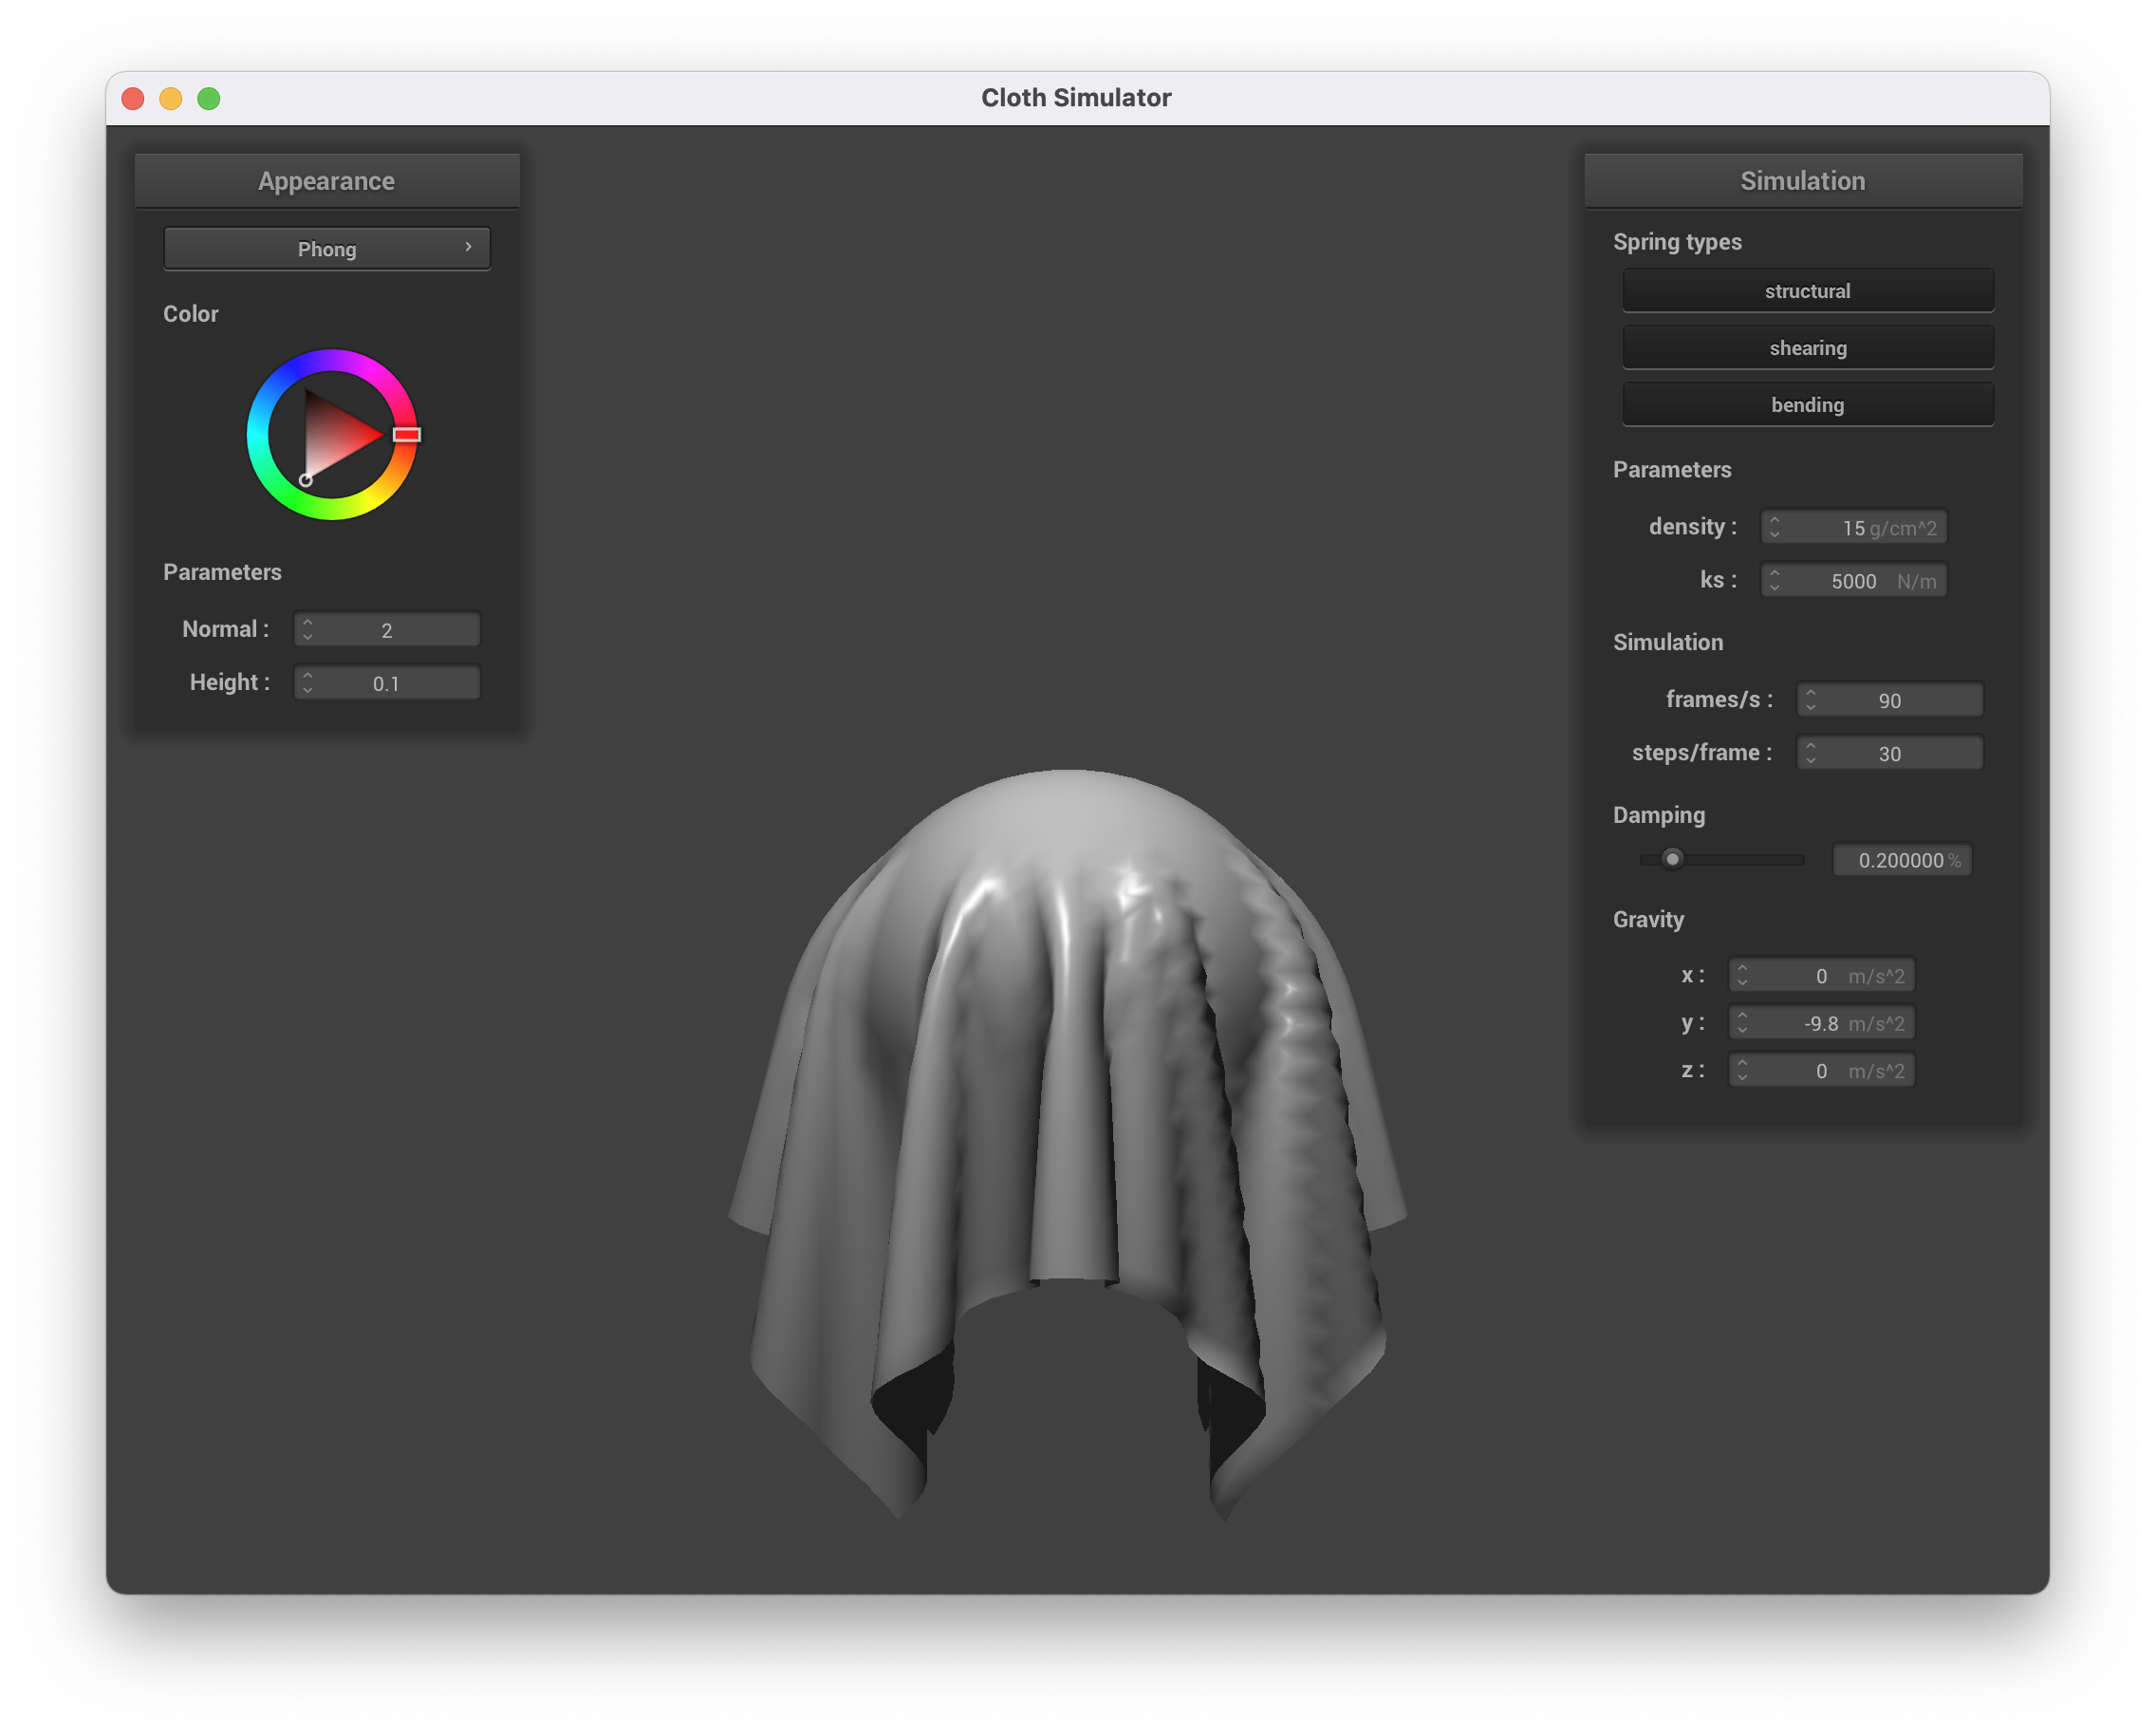 Cloth Simulator
Appearance
Phong ›
Color
Parameters
Normal : 2
Height : 0.1
Simulation
Spring types
structural
shearing
bending
Parameters
density : 15 g/cm^2
ks : 5000 N/m
Simulation
frames/s : 90
steps/frame : 30
Damping
0.200000 %
Gravity
x : 0 m/s^2
y : -9.8 m/s^2
z : 0 m/s^2